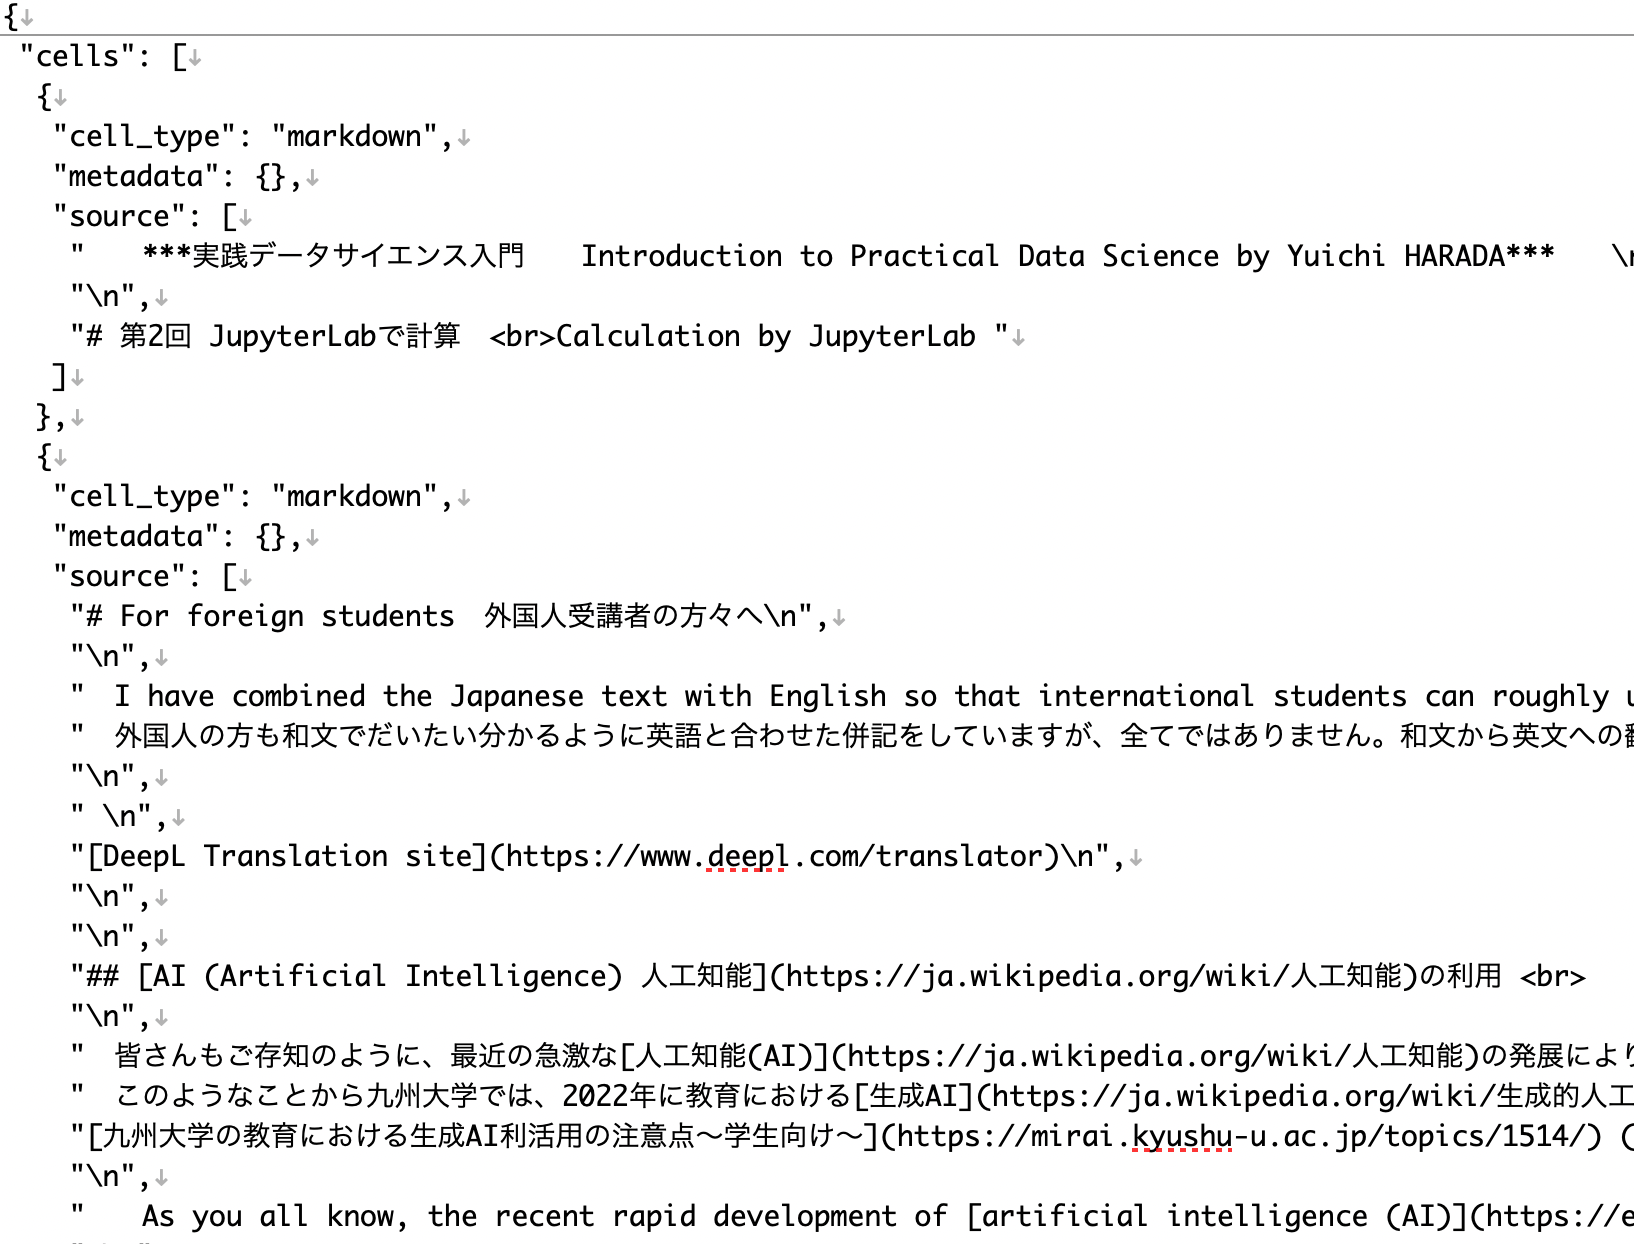 {↓
"cells": [↓
{↓
"cell_type": "markdown",↓
"metadata": {},↓
"source": [↓
"　　***実践データサイエンス入門　　Introduction to Practical Data Science by Yuichi HARADA***　　\
"\n",↓
"# 第2回 JupyterLabで計算　<br>Calculation by JupyterLab "↓
]↓
},↓
{↓
"cell_type": "markdown",↓
"metadata": {},↓
"source": [↓
"# For foreign students　外国人受講者の方々へ\n",↓
"\n",↓
"　I have combined the Japanese text with English so that international students can roughly
"　外国人の方も和文でだいたい分かるように英語と合わせた併記をしていますが、全てではありません。和文から英文への
"\n",↓
" \n",↓
"[DeepL Translation site](https://www.deepl.com/translator)\n",↓
"\n",↓
"\n",↓
"## [AI (Artificial Intelligence) 人工知能](https://ja.wikipedia.org/wiki/人工知能)の利用 <br>
"\n",↓
"　皆さんもご存知のように、最近の急激な[人工知能(AI)](https://ja.wikipedia.org/wiki/人工知能)の発展により
"　このようなことから九州大学では、2022年に教育における[生成AI](https://ja.wikipedia.org/wiki/生成的人工
"[九州大学の教育における生成AI利活用の注意点〜学生向け〜](https://mirai.kyushu-u.ac.jp/topics/1514/) (
"\n",↓
"　　As you all know, the recent rapid development of [artificial intelligence (AI)](https://e